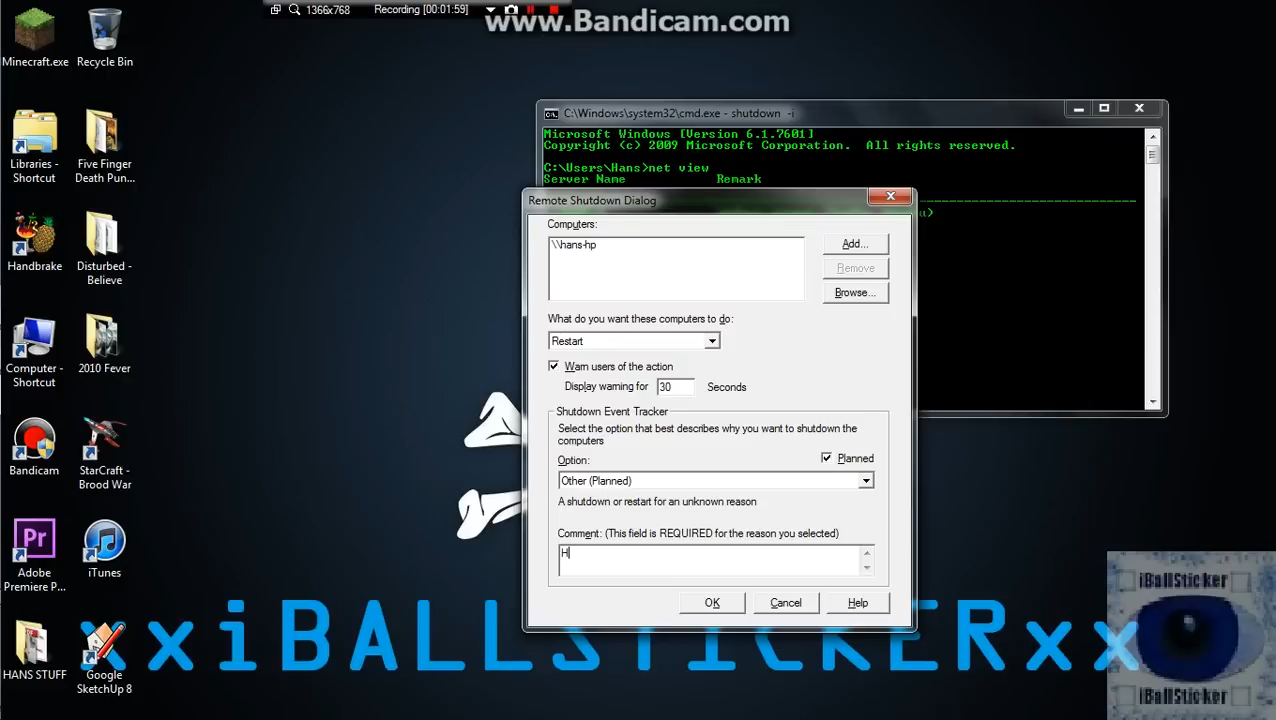 1366x768 Recording [00:01:59]
www.Bandicam.com
Minecraft.exe
Recycle Bin
Libraries -
Shortcut
Five Finger
Death Pun...
Handbrake
Disturbed -
Believe
Computer -
Shortcut
2010 Fever
Bandicam
StarCraft -
Brood War
Adobe
Premiere P...
iTunes
HANS STUFF
Google
SketchUp 8
C:\Windows\system32\cmd.exe - shutdown -i
Microsoft Windows [Version 6.1.7601]
Copyright (c) 2009 Microsoft Corporation. All rights reserved.
C:\Users\Hans>net view
Server Name Remark
Remote Shutdown Dialog
Computers:
\\hans-hp
Add...
Remove
Browse...
What do you want these computers to do:
Restart
Warn users of the action
Display warning for 30 Seconds
Shutdown Event Tracker
Select the option that best describes why you want to shutdown the
computers
Option:
Planned
Other (Planned)
A shutdown or restart for an unknown reason
Comment: (This field is REQUIRED for the reason you selected)
H
OK Cancel Help
xxiBALLSTICKERxx
iBallSticker
iBallSticker